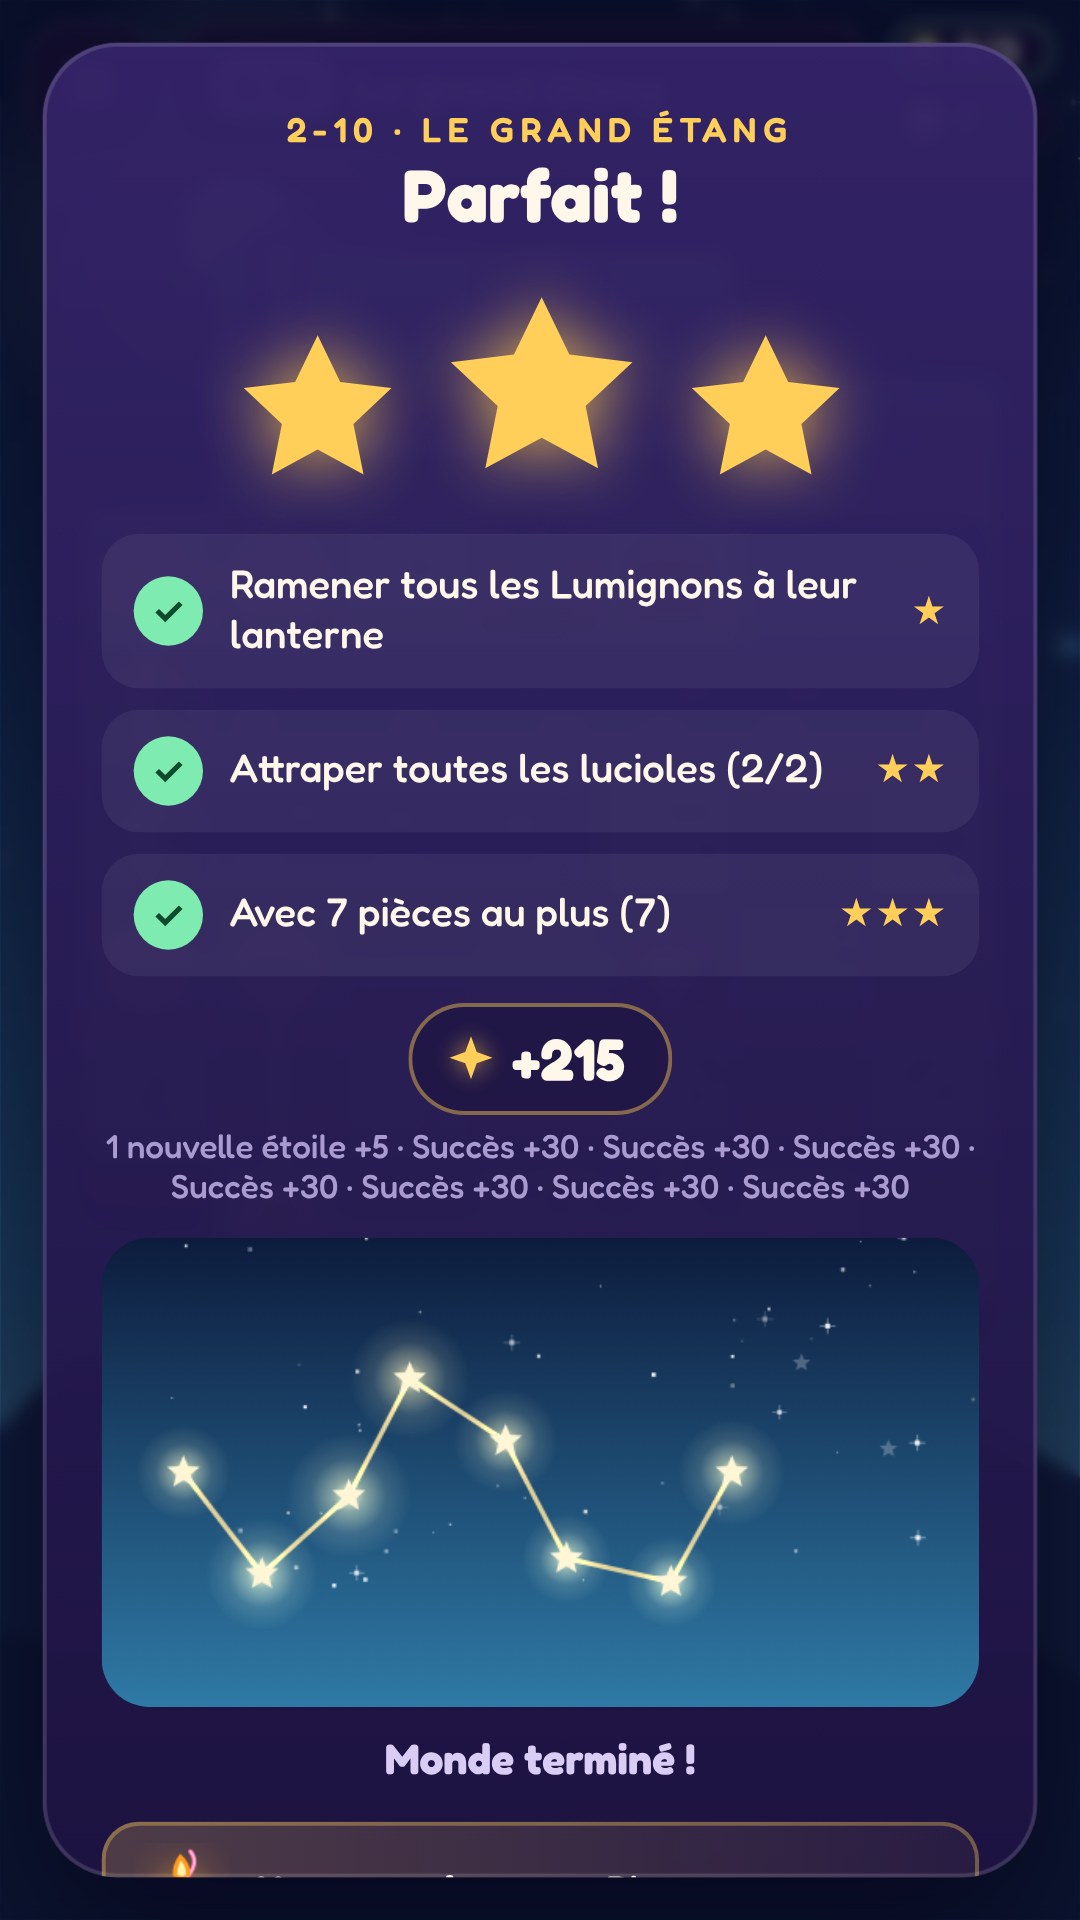 2-10 · LE GRAND ÉTANG
Parfait !
Ramener tous les Lumignons à leur
lanterne
Attraper toutes les lucioles (2/2)
Avec 7 pièces au plus (7)
+215
1 nouvelle étoile +5 · Succès +30 · Succès +30 · Succès +30 ·
Succès +30 · Succès +30 · Succès +30 · Succès +30
Monde terminé !